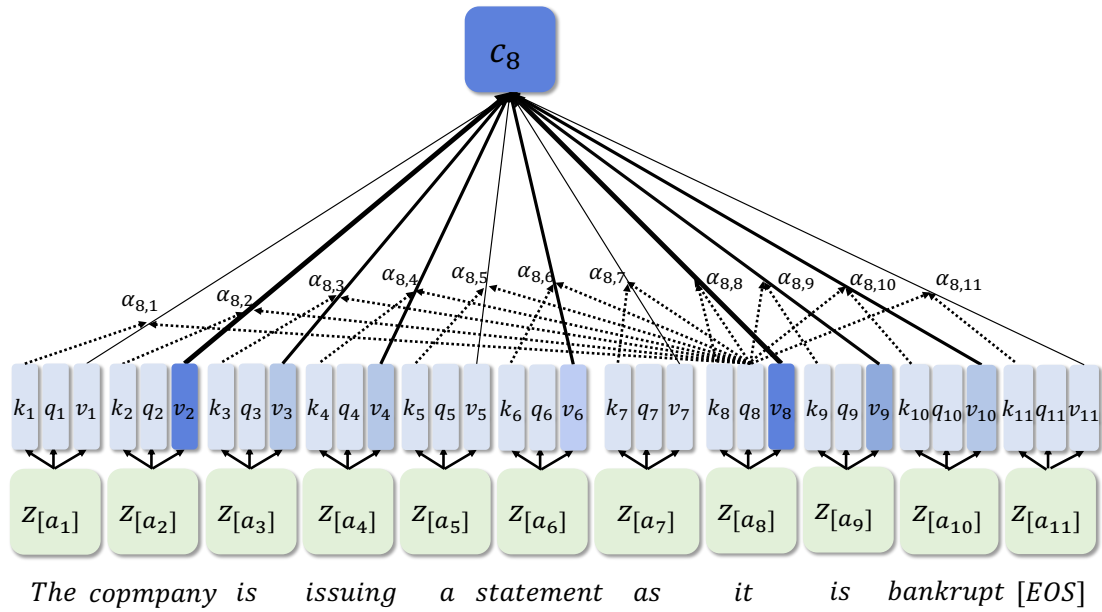 c₈
α₈,₁ α₈,₂ α₈,₃ α₈,₄ α₈,₅ α₈,₆ α₈,₇ α₈,₈ α₈,₉ α₈,₁₀ α₈,₁₁
k₁ q₁ v₁ k₂ q₂ v₂ k₃ q₃ v₃ k₄ q₄ v₄ k₅ q₅ v₅ k₆ q₆ v₆ k₇ q₇ v₇ k₈ q₈ v₈ k₉ q₉ v₉ k₁₀ q₁₀ v₁₀ k₁₁ q₁₁ v₁₁
z[a₁] z[a₂] z[a₃] z[a₄] z[a₅] z[a₆] z[a₇] z[a₈] z[a₉] z[a₁₀] z[a₁₁]
The copmpany is issuing a statement as it is bankrupt [EOS]